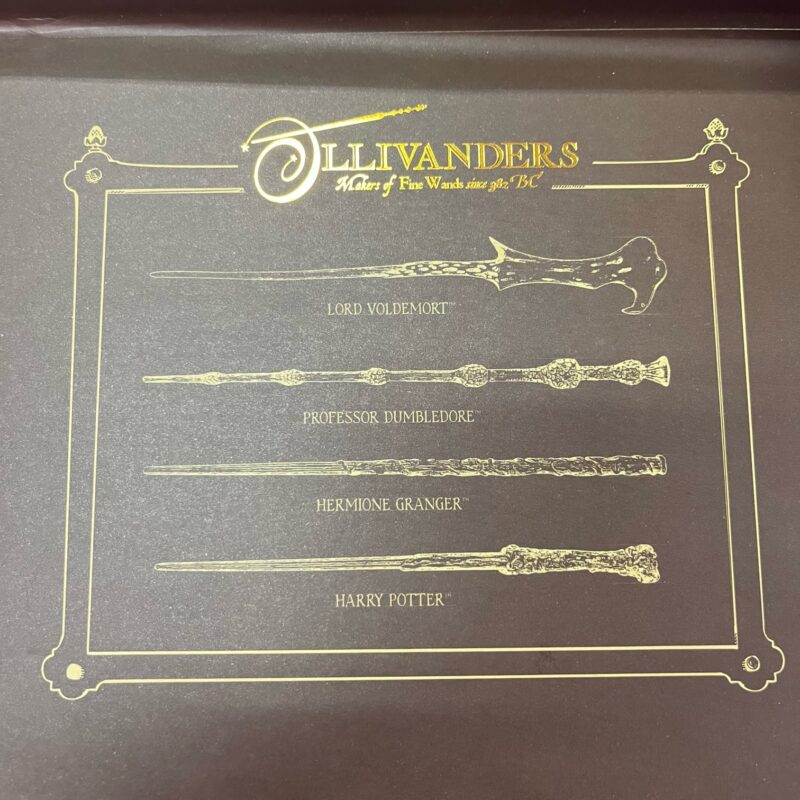 OLLIVANDERS
Makers of Fine Wands since 382 BC
LORD VOLDEMORT™
PROFESSOR DUMBLEDORE™
HERMIONE GRANGER™
HARRY POTTER™